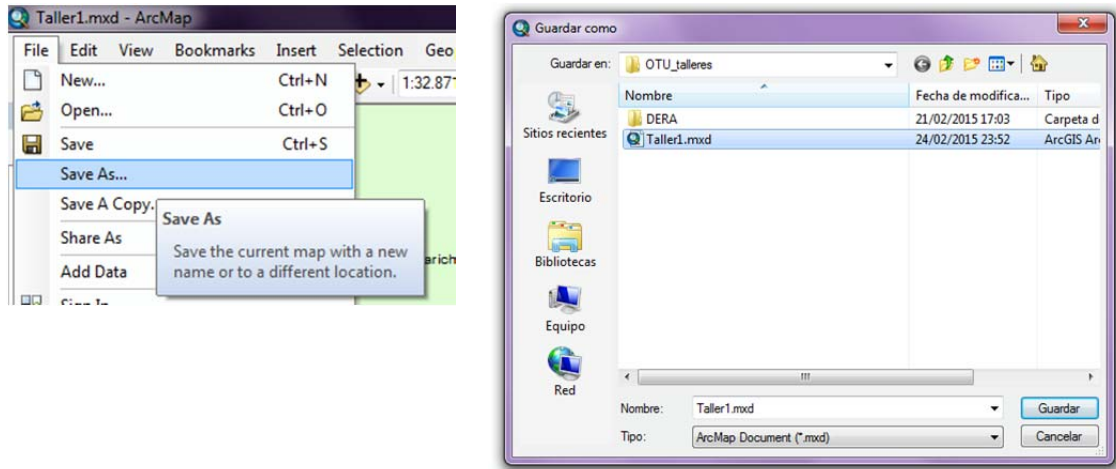 Taller1.mxd - ArcMap
File Edit View Bookmarks Insert Selection Geo
New... Ctrl+N
1:32.871
Open... Ctrl+O
Save Ctrl+S
Save As...
Save A Copy.
Save As
Save the current map with a new
name or to a different location.
Share As
Add Data
Guardar como
Guardar en: OTU_talleres
Nombre Fecha de modifica... Tipo
DERA 21/02/2015 17:03 Carpeta d
Taller1.mxd 24/02/2015 23:52 ArcGIS Ar
Sitios recientes
Escritorio
Bibliotecas
Equipo
Red
Nombre: Taller1.mxd Guardar
Tipo: ArcMap Document (*.mxd) Cancelar